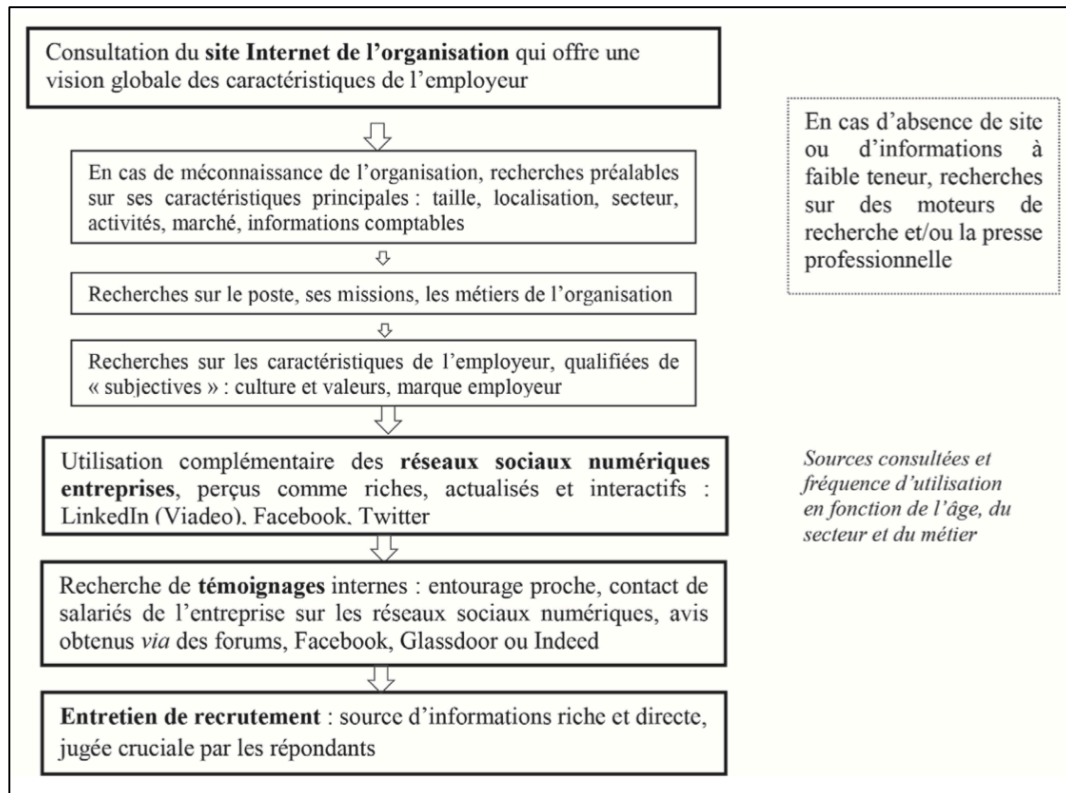 Consultation du site Internet de l’organisation qui offre une
vision globale des caractéristiques de l’employeur
En cas de méconnaissance de l’organisation, recherches préalables
sur ses caractéristiques principales : taille, localisation, secteur,
activités, marché, informations comptables
Recherches sur le poste, ses missions, les métiers de l’organisation
Recherches sur les caractéristiques de l’employeur, qualifiées de
« subjectives » : culture et valeurs, marque employeur
Utilisation complémentaire des réseaux sociaux numériques
entreprises, perçus comme riches, actualisés et interactifs :
LinkedIn (Viadeo), Facebook, Twitter
Recherche de témoignages internes : entourage proche, contact de
salariés de l’entreprise sur les réseaux sociaux numériques, avis
obtenus via des forums, Facebook, Glassdoor ou Indeed
Entretien de recrutement : source d’informations riche et directe,
jugée cruciale par les répondants
En cas d’absence de site
ou d’informations à
faible teneur, recherches
sur des moteurs de
recherche et/ou la presse
professionnelle
Sources consultées et
fréquence d’utilisation
en fonction de l’âge, du
secteur et du métier